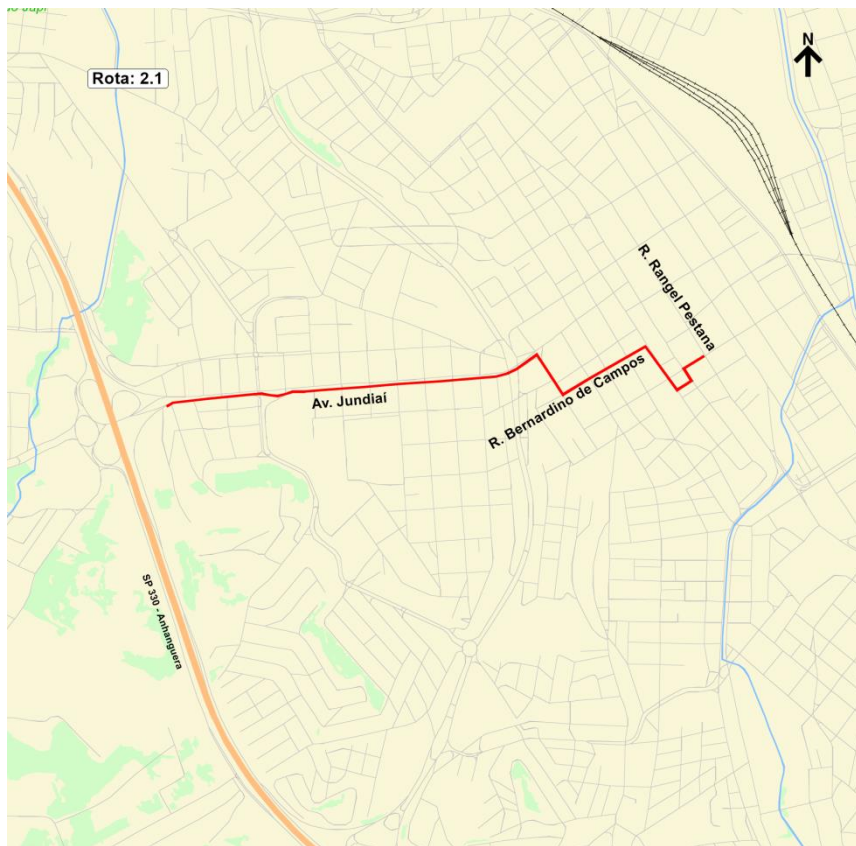 Rota: 2.1
N
R. Rangel Pestana
Av. Jundiaí
R. Bernardino de Campos
SP 330 - Anhanguera